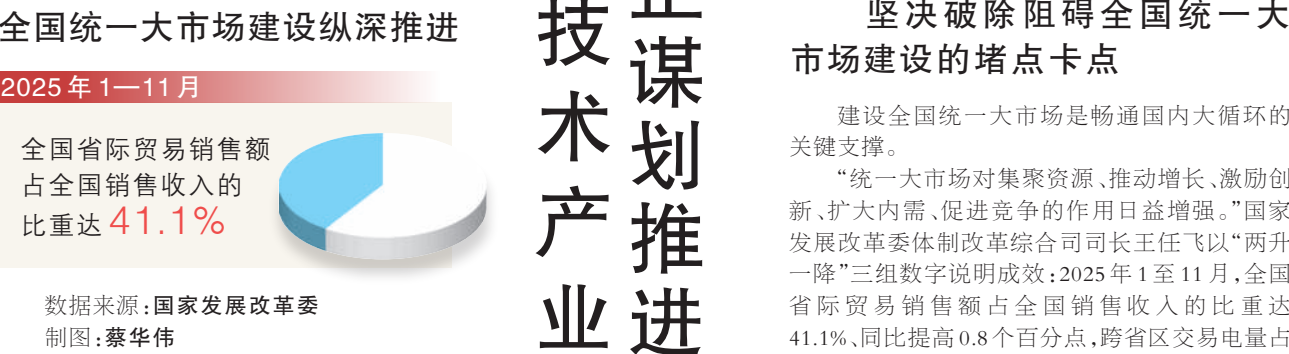 全国统一大市场建设纵深推进
2025年1—11月
全国省际贸易销售额
占全国销售收入的
比重达41.1%
数据来源:国家发展改革委
制图:蔡华伟
谋划推进
技术产业
坚决破除阻碍全国统一大
市场建设的堵点卡点
建设全国统一大市场是畅通国内大循环的
关键支撑。
“统一大市场对集聚资源、推动增长、激励创
新、扩大内需、促进竞争的作用日益增强。”国家
发展改革委体制改革综合司司长王任飞以“两升
一降”三组数字说明成效:2025年1至11月,全国
省际贸易销售额占全国销售收入的比重达
41.1%、同比提高0.8个百分点,跨省区交易电量占